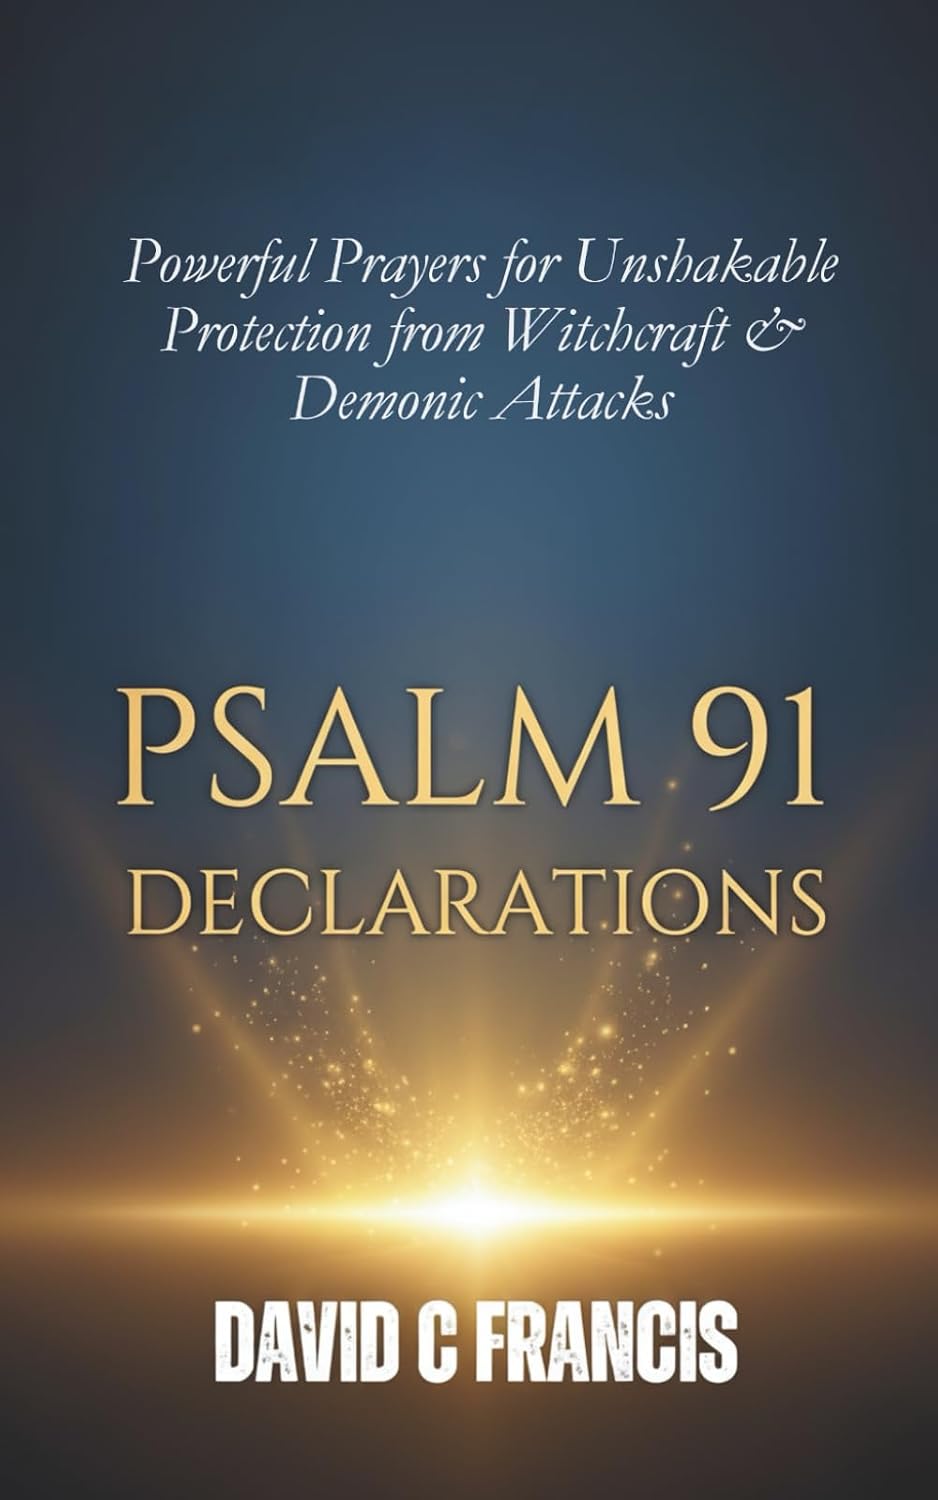 Powerful Prayers for Unshakable
Protection from Witchcraft &
Demonic Attacks
PSALM 91
DECLARATIONS
DAVID C FRANCIS